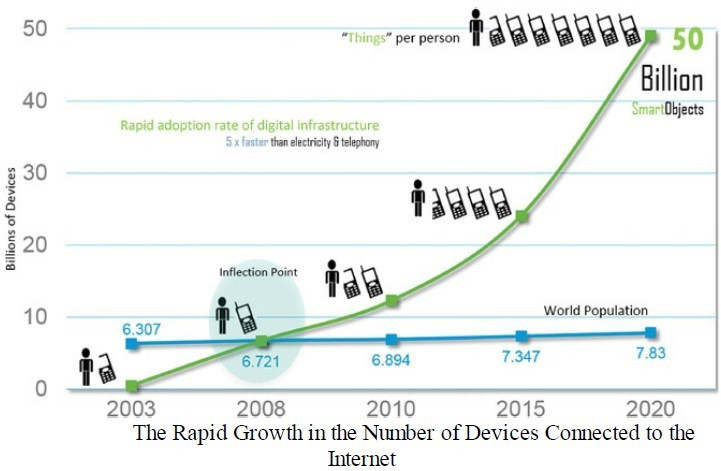 50
40
30
20
10
0
Billions of Devices
"Things" per person
50
Billion
SmartObjects
Rapid adoption rate of digital infrastructure
5 x faster than electricity & telephony
Inflection Point
World Population
6.307
6.721
6.894
7.347
7.83
2003
2008
2010
2015
2020
The Rapid Growth in the Number of Devices Connected to the
Internet